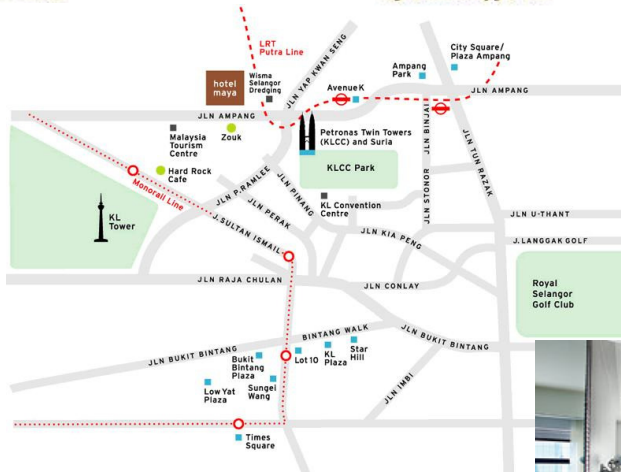 LRT
Putra Line
hotel
maya
Wisma
Selangor
Dredging
JLN YAP KWAN SENG
AvenueK
Ampang
Park
City Square/
Plaza Ampang
JLN AMPANG
JLN AMPANG
Malaysia
Tourism
Centre
Zouk
Petronas Twin Towers
(KLCC) and Suria
JLN BINJAI
JLN TUN RAZAK
KLCC Park
Hard Rock
Cafe
Monorail Line
JLN P.RAMLEE
JLN PINANG
KL Convention
Centre
JLN STONOR
KL
Tower
JLN PERAK
J.SULTAN ISMAIL
JLN KIA PENG
JLN U-THANT
J.LANGGAK GOLF
JLN RAJA CHULAN
JLN CONLAY
Royal
Selangor
Golf Club
BINTANG WALK
JLN BUKIT BINTANG
JLN BUKIT BINTANG
Bukit
Bintang
Plaza
Lot 10
KL
Plaza
Star
Hill
Low Yat
Plaza
Sungei
Wang
JLN IMBI
Times
Square